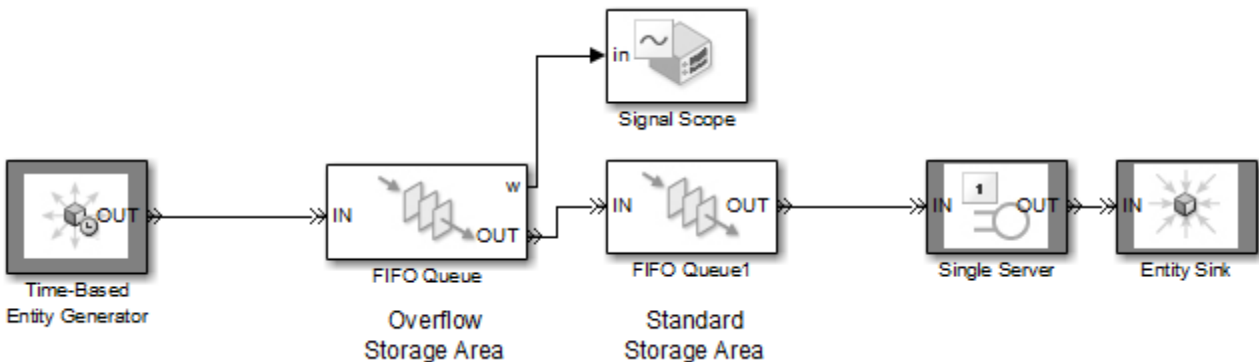 in
Signal Scope
OUT
Time-Based
Entity Generator
IN
w
OUT
FIFO Queue
Overflow
Storage Area
IN
OUT
FIFO Queue1
Standard
Storage Area
IN
1
OUT
Single Server
IN
Entity Sink